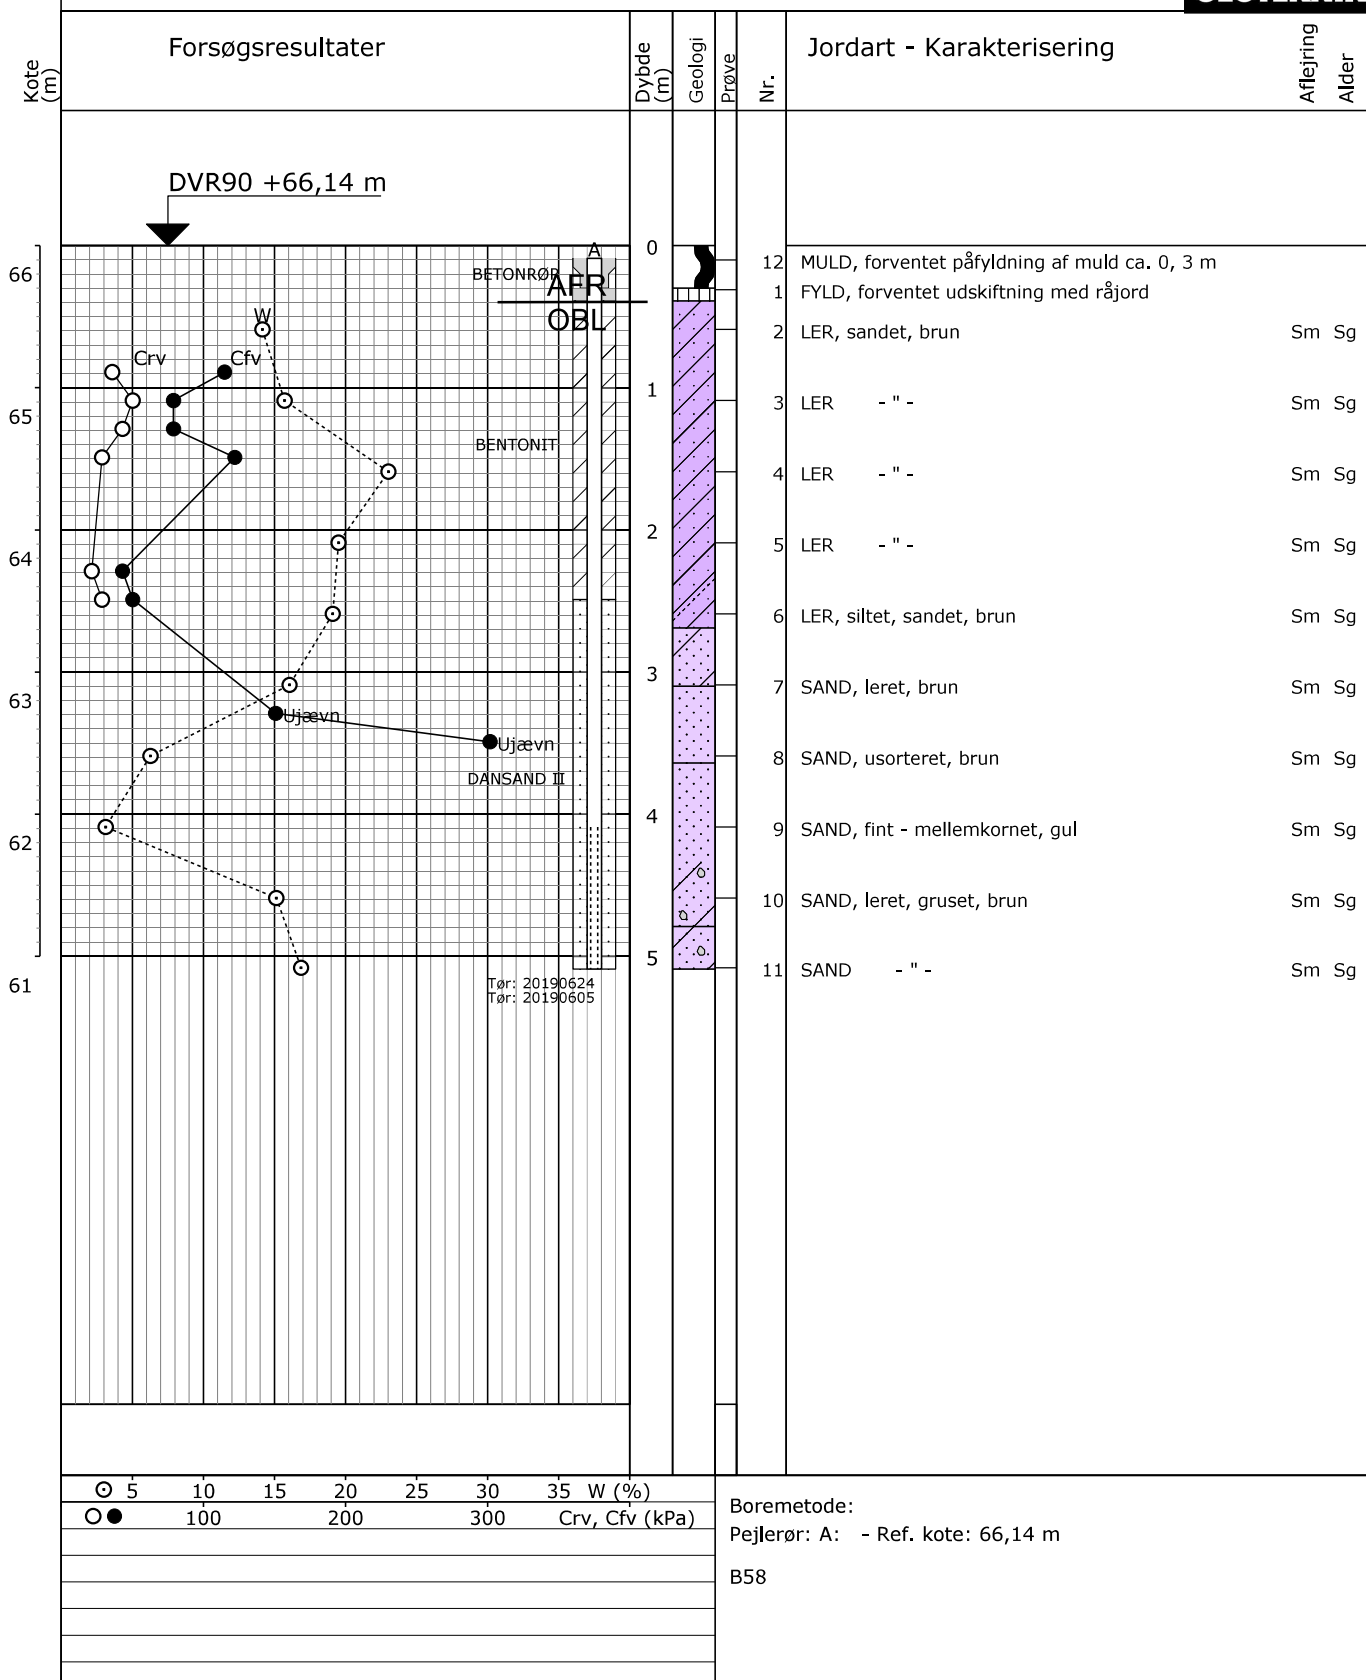 Kote (m)
Forsøgsresultater
Dybde (m)
Geologi
Prøve
Nr.
Jordart - Karakterisering
Aflejring
Alder
DVR90 +66,14 m
A
0
66
BETONRØR
12 MULD, forventet påfyldning af muld ca. 0, 3 m
AFR
1 FYLD, forventet udskiftning med råjord
OBL
W
2 LER, sandet, brun Sm Sg
Crv Cfv
1
65
3 LER - " - Sm Sg
BENTONIT
4 LER - " - Sm Sg
2
64
5 LER - " - Sm Sg
6 LER, siltet, sandet, brun Sm Sg
3
63
7 SAND, leret, brun Sm Sg
Ujævn
Ujævn
8 SAND, usorteret, brun Sm Sg
DANSAND II
4
62
9 SAND, fint - mellemkornet, gul Sm Sg
10 SAND, leret, gruset, brun Sm Sg
5
61
11 SAND - " - Sm Sg
Tør: 20190624
Tør: 20190605
5 10 15 20 25 30 35 W (%)
100 200 300 Crv, Cfv (kPa)
Boremetode:
Pejlerør: A: - Ref. kote: 66,14 m
B58